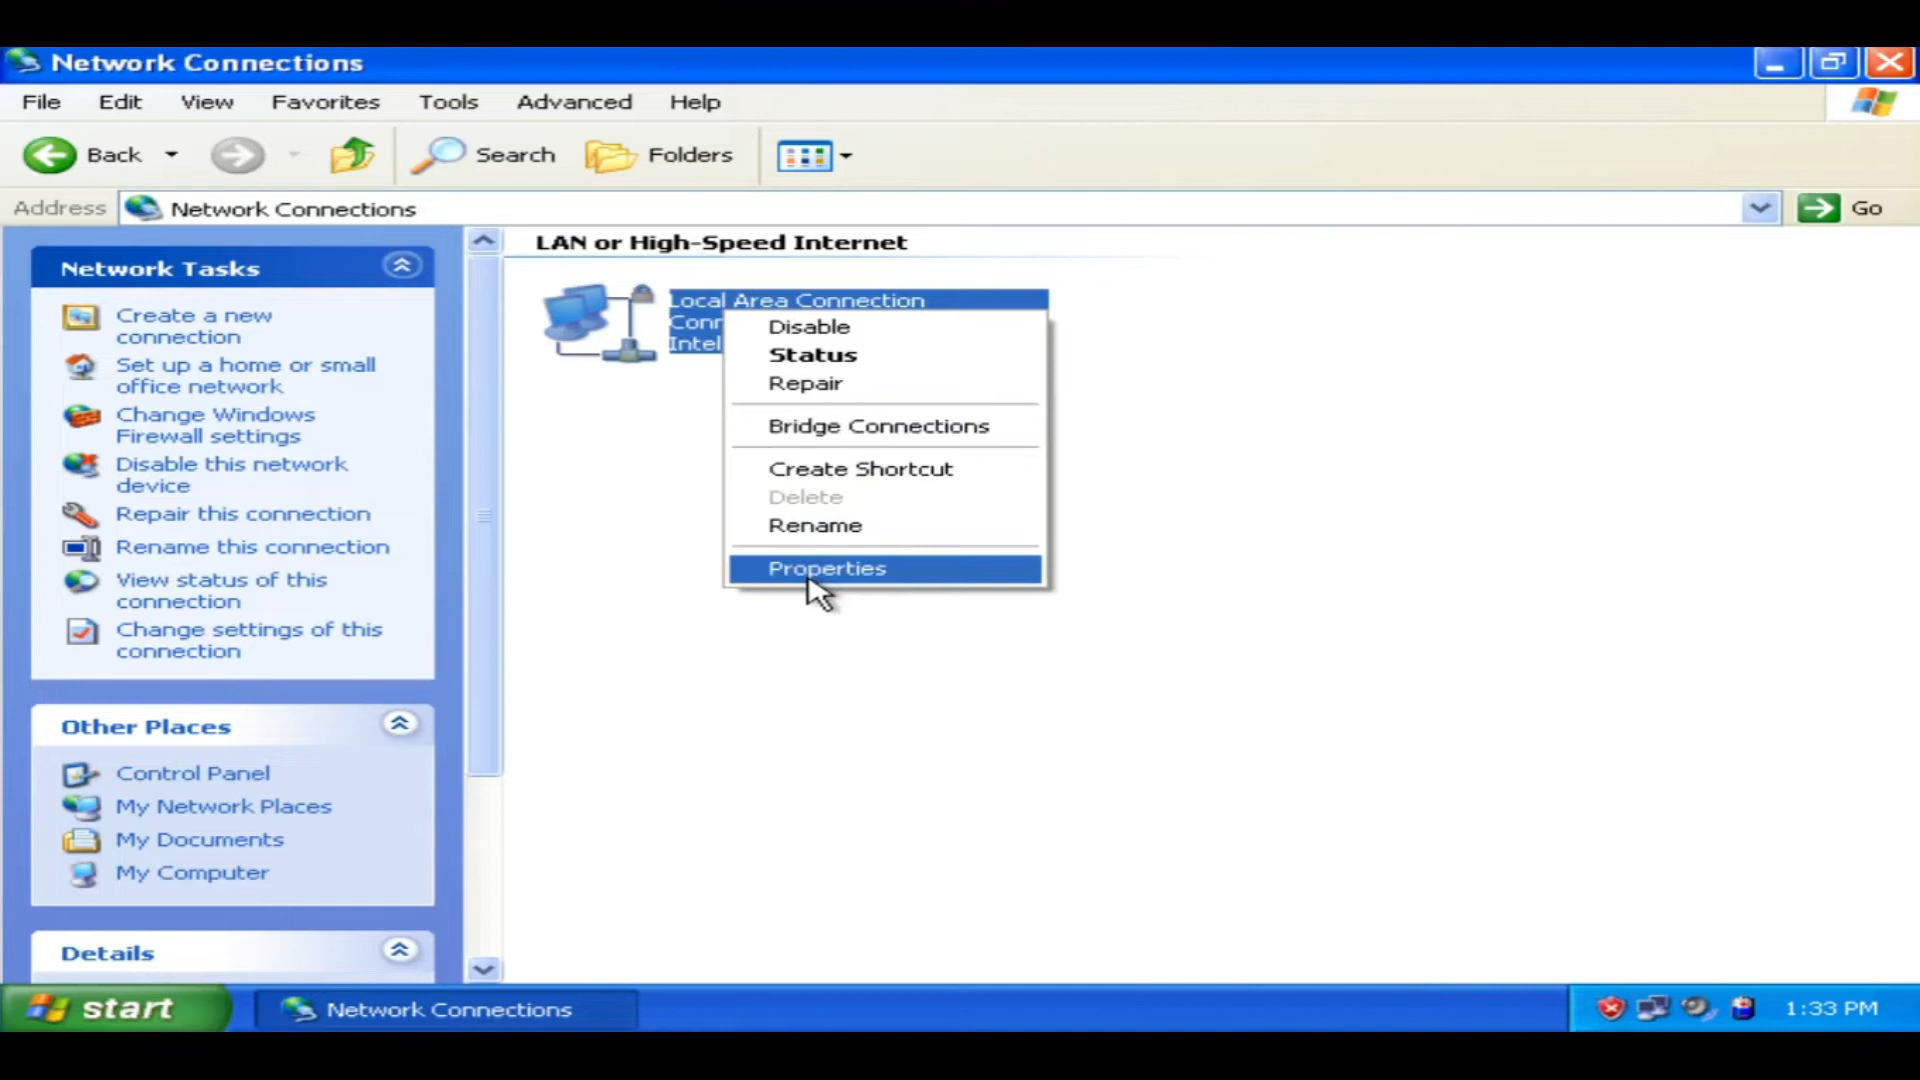 Network Connections
File Edit View Favorites Tools Advanced Help
Back Search Folders
Address Network Connections Go
Network Tasks
Create a new
connection
Set up a home or small
office network
Change Windows
Firewall settings
Disable this network
device
Repair this connection
Rename this connection
View status of this
connection
Change settings of this
connection
Other Places
Control Panel
My Network Places
My Documents
My Computer
Details
LAN or High-Speed Internet
Local Area Connection
Conn
Intel
Disable
Status
Repair
Bridge Connections
Create Shortcut
Delete
Rename
Properties
start Network Connections 1:33 PM